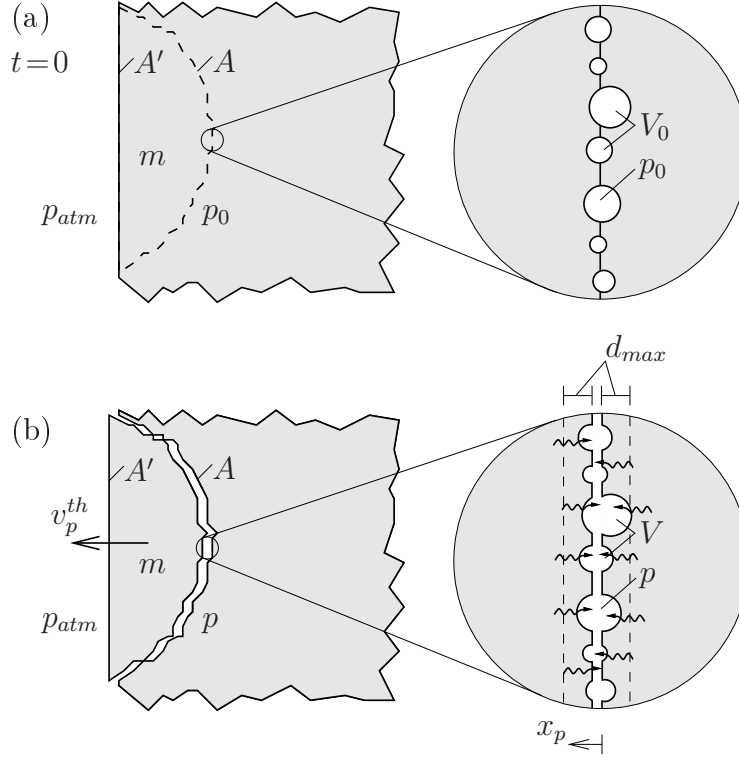 (a)
t=0
A′
A
m
p_atm
p_0
V_0
p_0
d_max
(b)
A′
A
v_p^th
m
p_atm
p
V
p
x_p